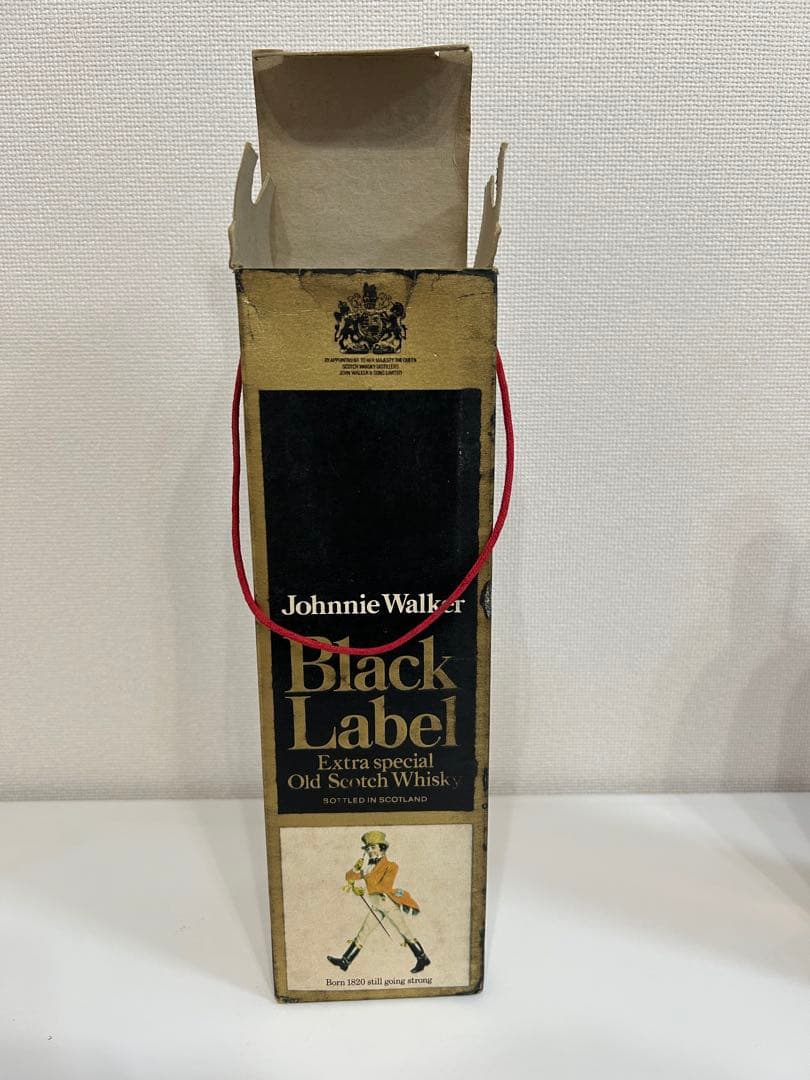 BY APPOINTMENT TO HER MAJESTY THE QUEEN
SCOTCH WHISKY DISTILLERS
JOHN WALKER & SONS LIMITED
Johnnie Walker
Black
Label
Extra special
Old Scotch Whisky
BOTTLED IN SCOTLAND
Born 1820 still going strong